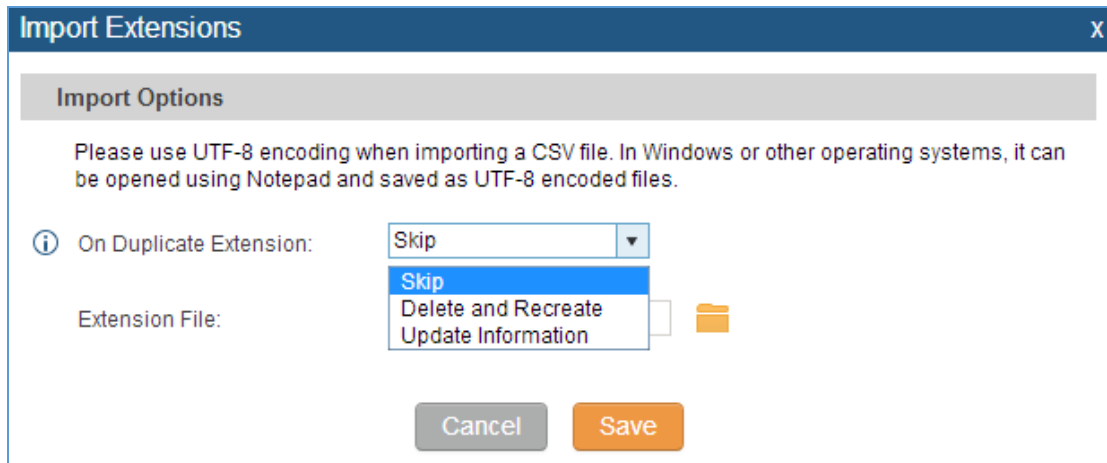 Import Extensions X
Import Options
Please use UTF-8 encoding when importing a CSV file. In Windows or other operating systems, it can
be opened using Notepad and saved as UTF-8 encoded files.
On Duplicate Extension: Skip
Skip
Delete and Recreate
Extension File:
Update Information
Cancel Save